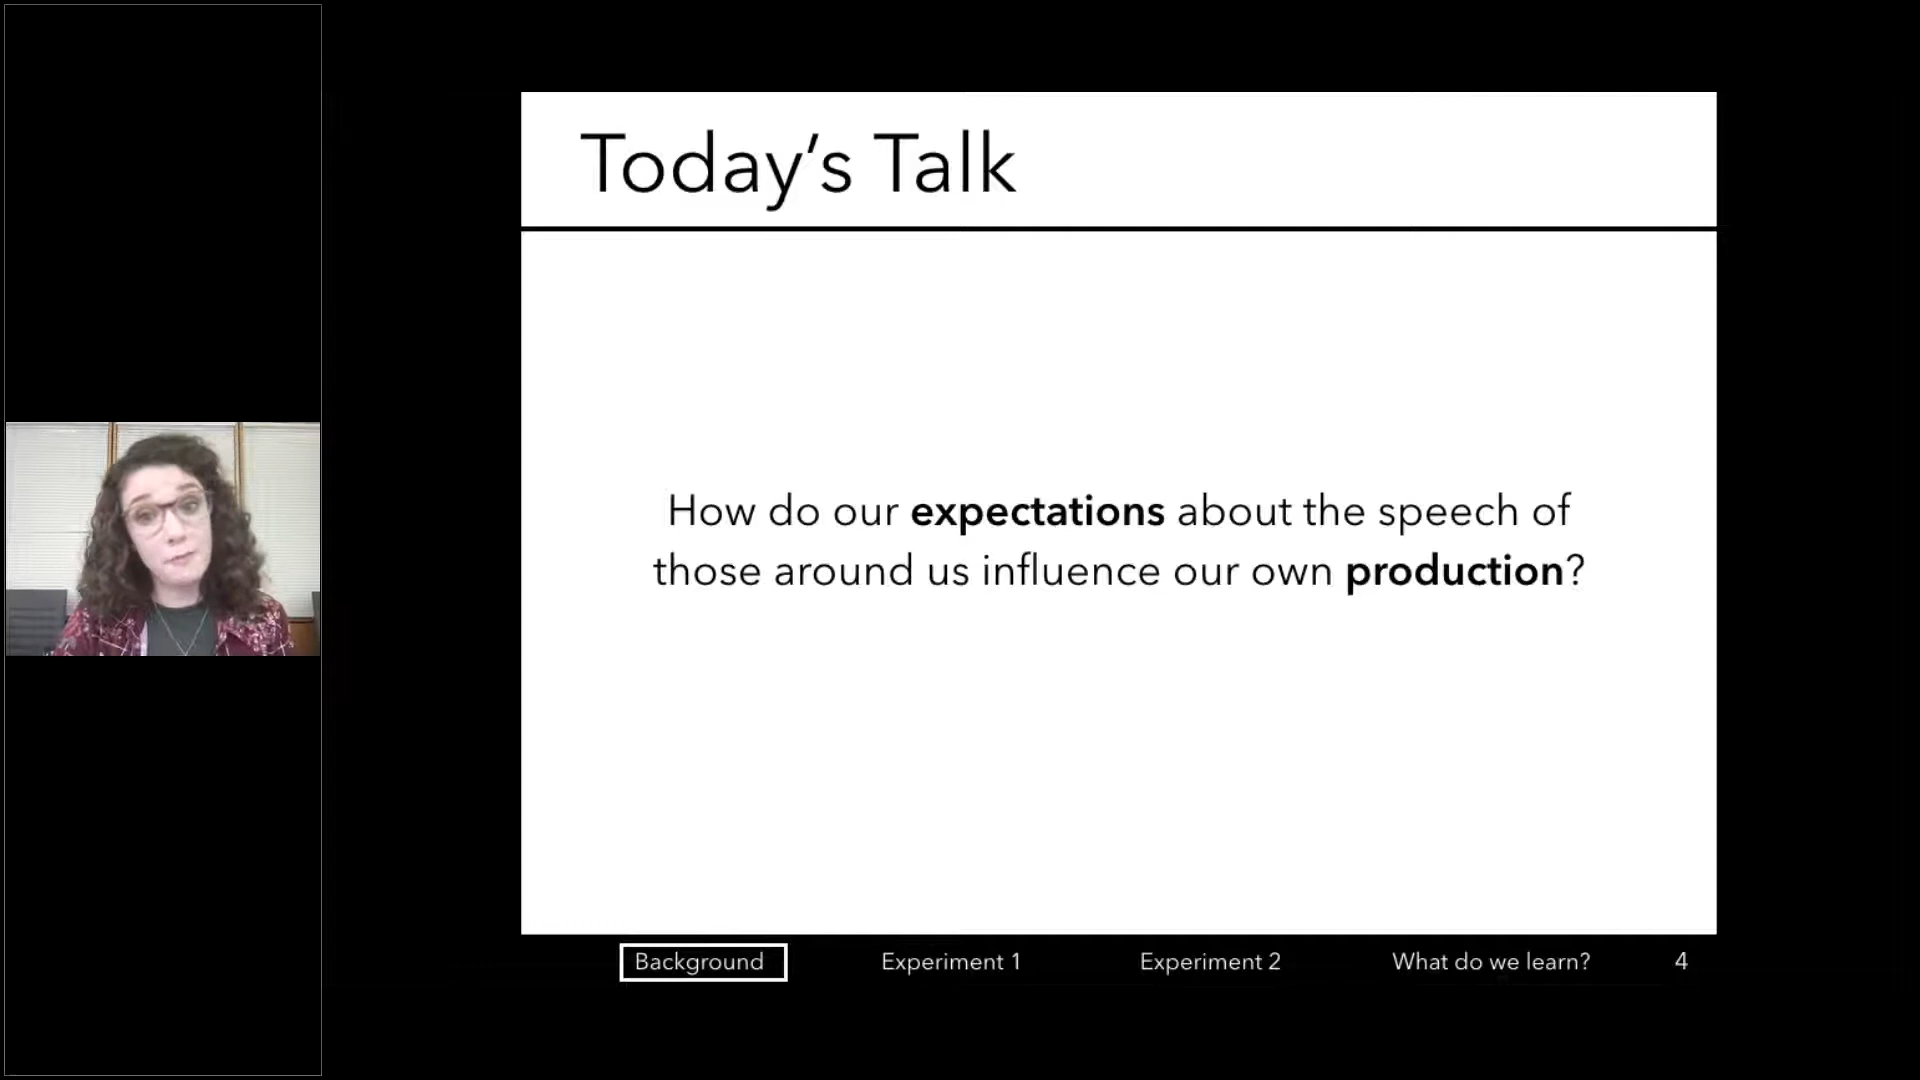 Today’s Talk
How do our expectations about the speech of
those around us influence our own production?
Background
Experiment 1
Experiment 2
What do we learn?
4